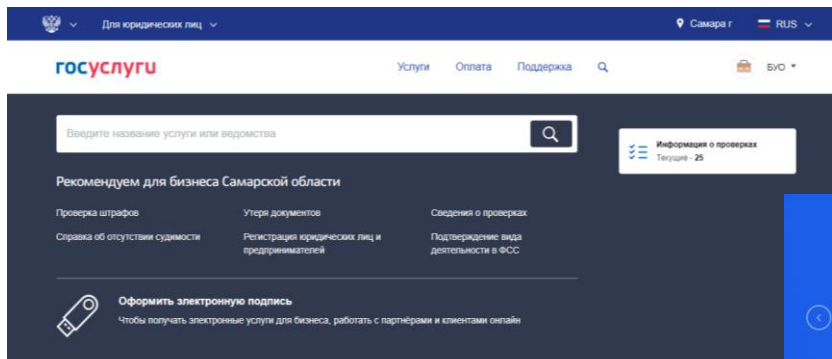 Для юридических лиц
Самара г
RUS
госуслуги
Услуги
Оплата
Поддержка
БУО
Введите название услуги или ведомства
Информация о проверках
Текущие - 25
Рекомендуем для бизнеса Самарской области
Проверка штрафов
Утеря документов
Сведения о проверках
Справка об отсутствии судимости
Регистрация юридических лиц и
предпринимателей
Подтверждение вида
деятельности в ФСС
Оформить электронную подпись
Чтобы получать электронные услуги для бизнеса, работать с партнёрами и клиентами онлайн